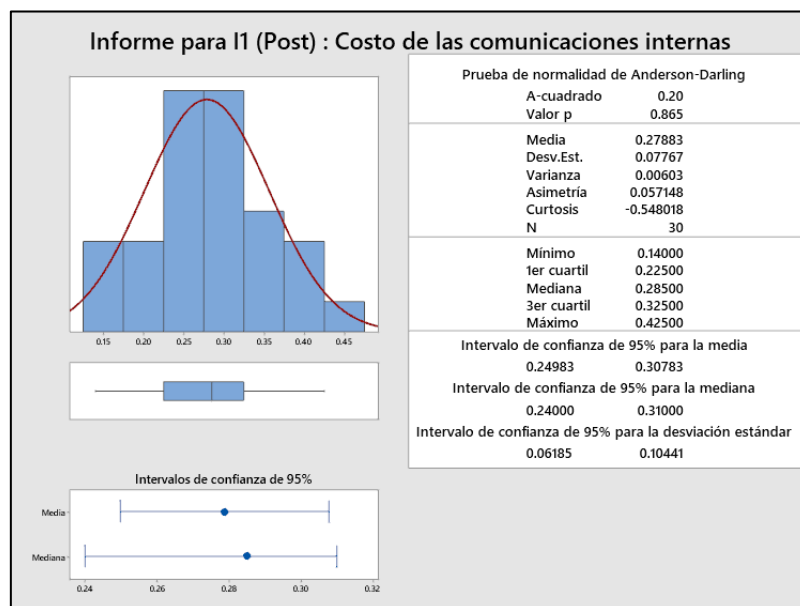 Informe para I1 (Post) : Costo de las comunicaciones internas
0.15 0.20 0.25 0.30 0.35 0.40 0.45
Intervalos de confianza de 95%
Media
Mediana
0.24 0.26 0.28 0.30 0.32
Prueba de normalidad de Anderson-Darling
A-cuadrado 0.20
Valor p 0.865
Media 0.27883
Desv.Est. 0.07767
Varianza 0.00603
Asimetría 0.057148
Curtosis -0.548018
N 30
Mínimo 0.14000
1er cuartil 0.22500
Mediana 0.28500
3er cuartil 0.32500
Máximo 0.42500
Intervalo de confianza de 95% para la media
0.24983 0.30783
Intervalo de confianza de 95% para la mediana
0.24000 0.31000
Intervalo de confianza de 95% para la desviación estándar
0.06185 0.10441